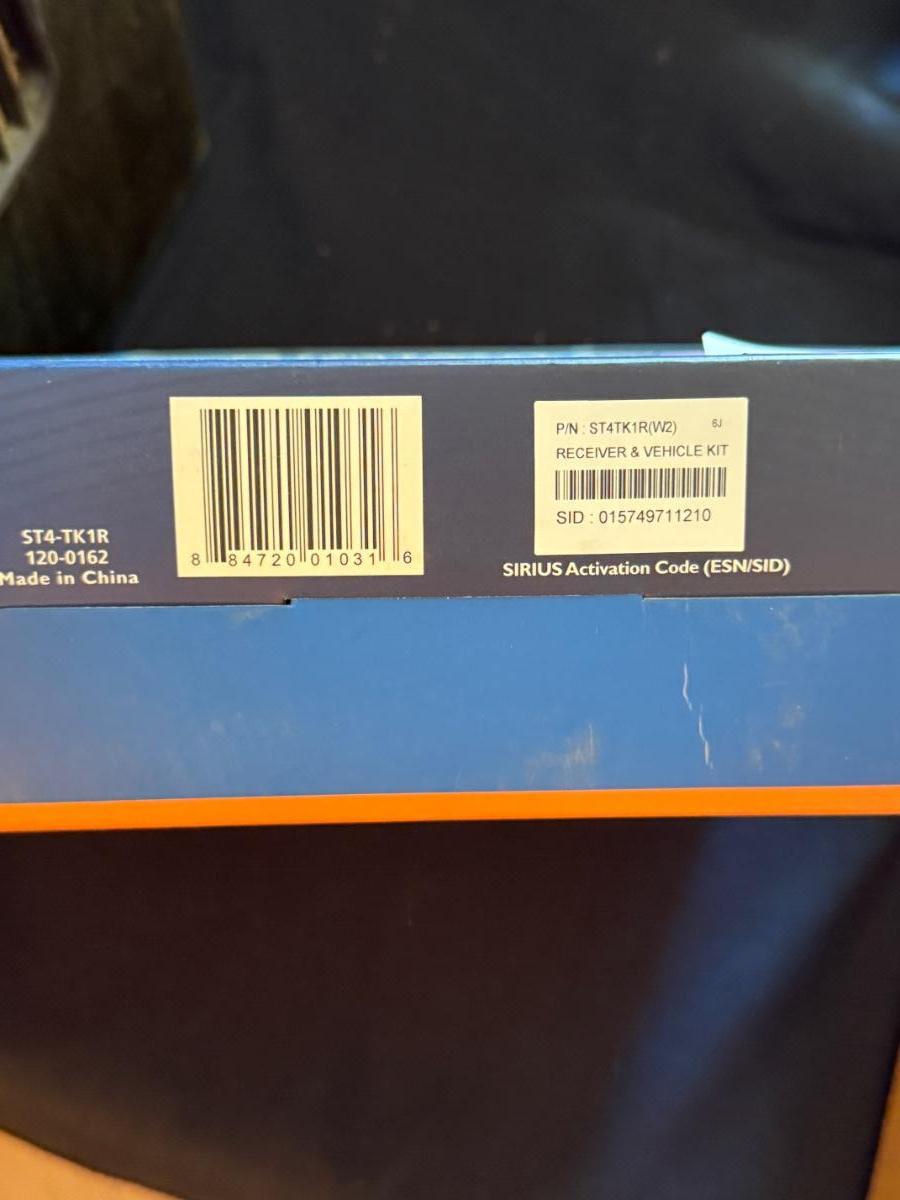 ST4-TK1R
120-0162
Made in China
8 84720 01031 6
P/N : ST4TK1R(W2) 6J
RECEIVER & VEHICLE KIT
SID : 015749711210
SIRIUS Activation Code (ESN/SID)